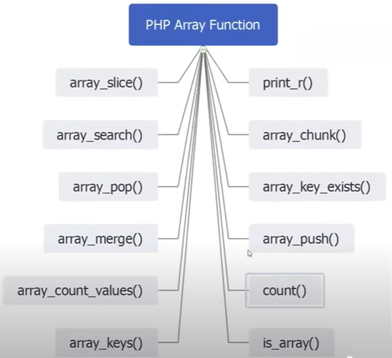 PHP Array Function
array_slice()
print_r()
array_search()
array_chunk()
array_pop()
array_key_exists()
array_merge()
array_push()
array_count_values()
count()
array_keys()
is_array()